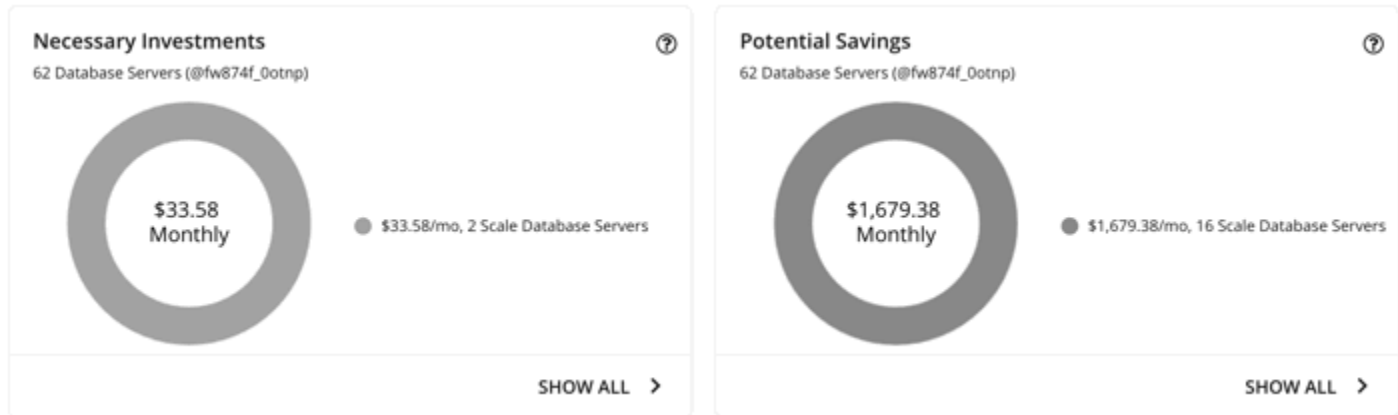 Necessary Investments
62 Database Servers (@fw874f_0otnp)
$33.58
Monthly
$33.58/mo, 2 Scale Database Servers
SHOW ALL
Potential Savings
62 Database Servers (@fw874f_0otnp)
$1,679.38
Monthly
$1,679.38/mo, 16 Scale Database Servers
SHOW ALL